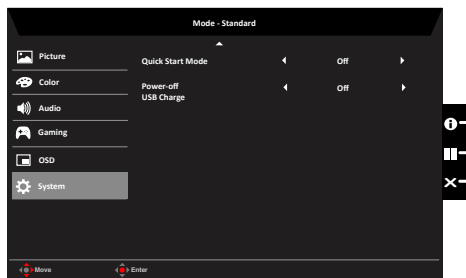 Mode - Standard
Picture
Color
Audio
Gaming
OSD
System
Quick Start Mode Off
Power-off
USB Charge Off
Move Enter